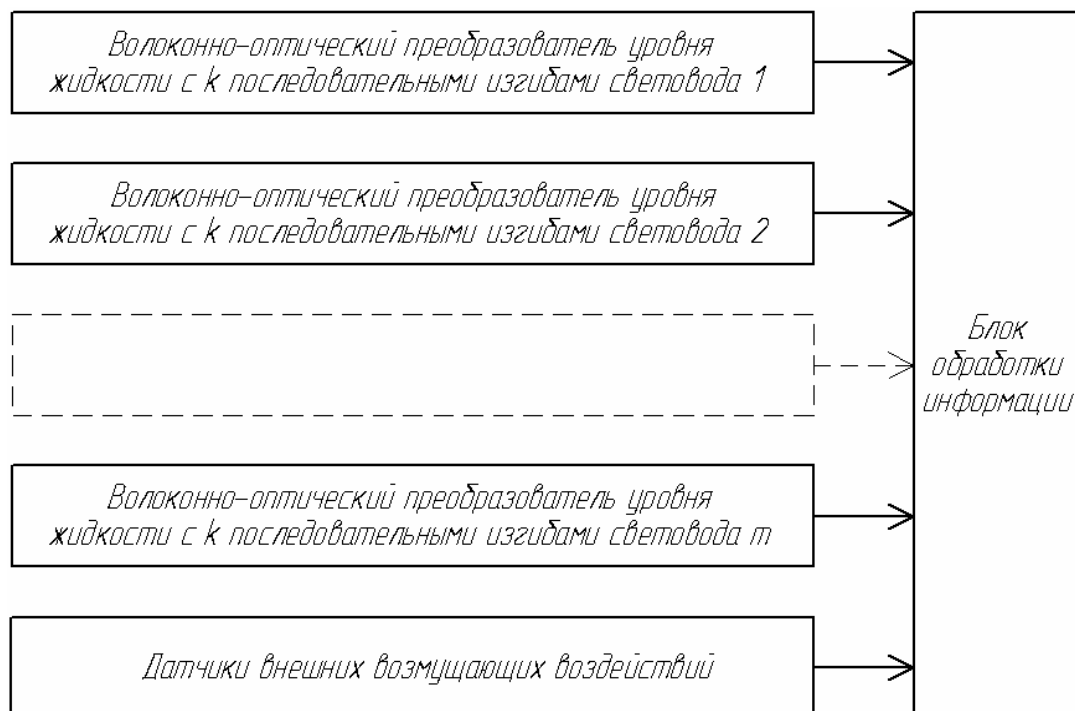 Волоконно-оптический преобразователь уровня
жидкости с k последовательными изгибами световода 1
Волоконно-оптический преобразователь уровня
жидкости с k последовательными изгибами световода 2
Волоконно-оптический преобразователь уровня
жидкости с k последовательными изгибами световода m
Датчики внешних возмущающих воздействий
Блок
обработки
информации